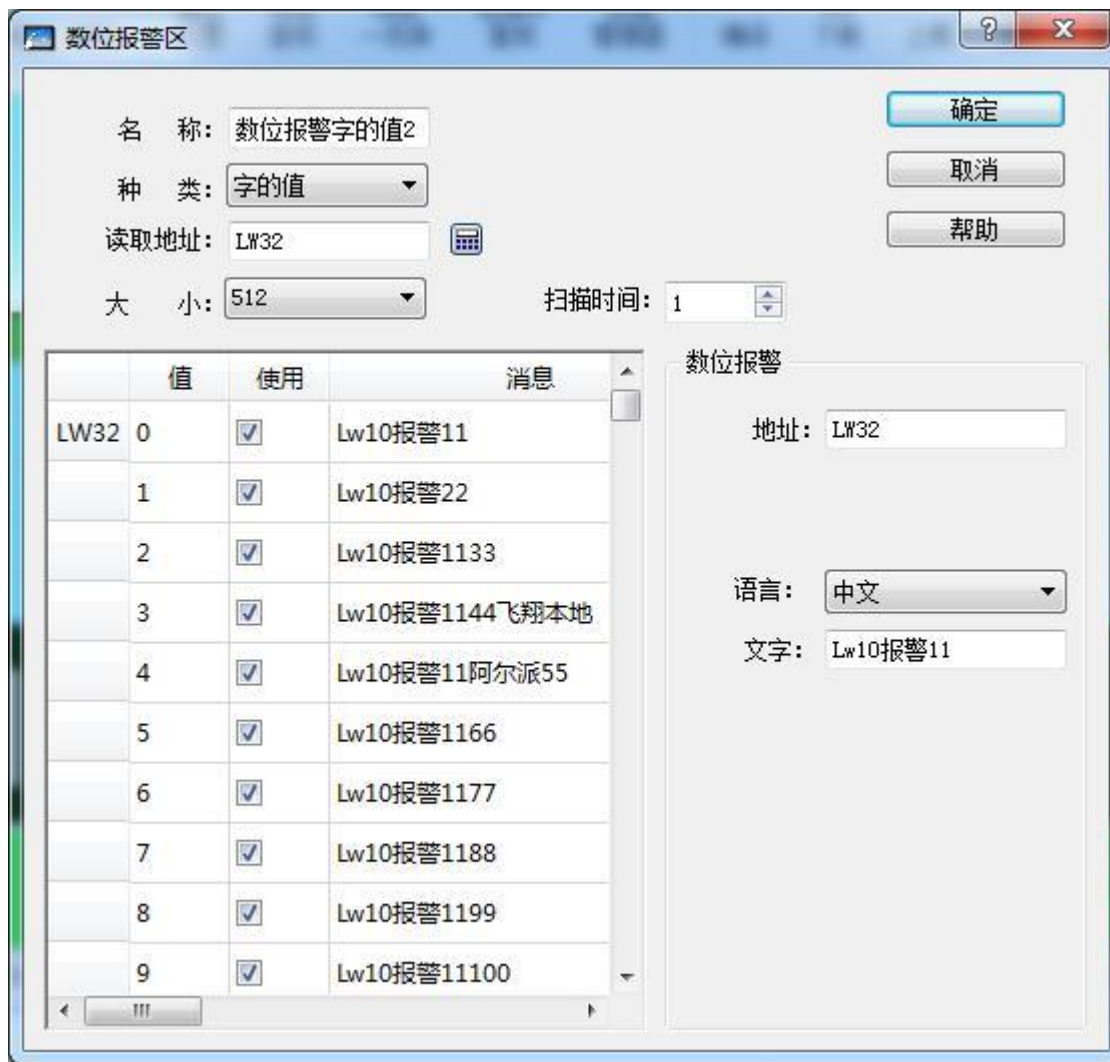 数位报警区
名 称: 数位报警字的值2
确定
种 类: 字的值
取消
读取地址: LW32
帮助
大 小: 512
扫描时间: 1
值 使用 消息
数位报警
LW32 0 Lw10报警11
地址: LW32
1 Lw10报警22
2 Lw10报警1133
语言: 中文
3 Lw10报警1144飞翔本地
文字: Lw10报警11
4 Lw10报警11阿尔派55
5 Lw10报警1166
6 Lw10报警1177
7 Lw10报警1188
8 Lw10报警1199
9 Lw10报警11100